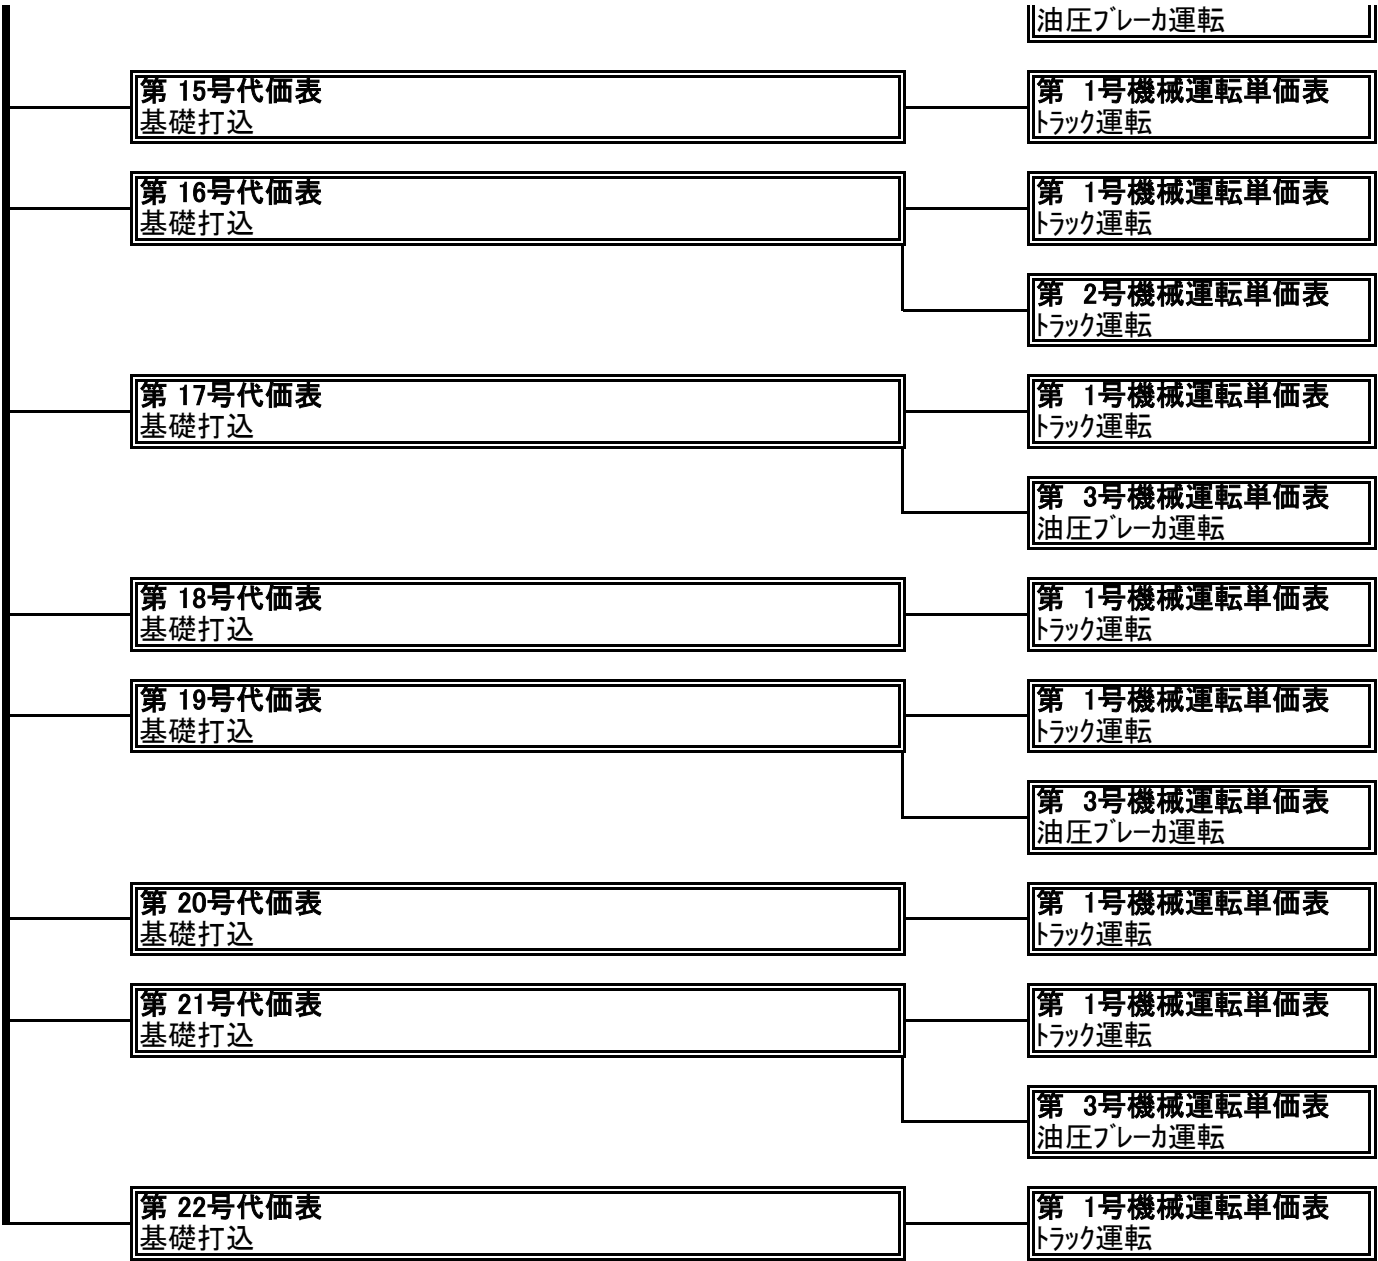 油圧ﾌﾞﾚｰｶ運転
第 15号代価表
基礎打込
第  1号機械運転単価表
ﾄﾗｯｸ運転
第 16号代価表
基礎打込
第  1号機械運転単価表
ﾄﾗｯｸ運転
第  2号機械運転単価表
ﾄﾗｯｸ運転
第 17号代価表
基礎打込
第  1号機械運転単価表
ﾄﾗｯｸ運転
第  3号機械運転単価表
油圧ﾌﾞﾚｰｶ運転
第 18号代価表
基礎打込
第  1号機械運転単価表
ﾄﾗｯｸ運転
第 19号代価表
基礎打込
第  1号機械運転単価表
ﾄﾗｯｸ運転
第  3号機械運転単価表
油圧ﾌﾞﾚｰｶ運転
第 20号代価表
基礎打込
第  1号機械運転単価表
ﾄﾗｯｸ運転
第 21号代価表
基礎打込
第  1号機械運転単価表
ﾄﾗｯｸ運転
第  3号機械運転単価表
油圧ﾌﾞﾚｰｶ運転
第 22号代価表
基礎打込
第  1号機械運転単価表
ﾄﾗｯｸ運転